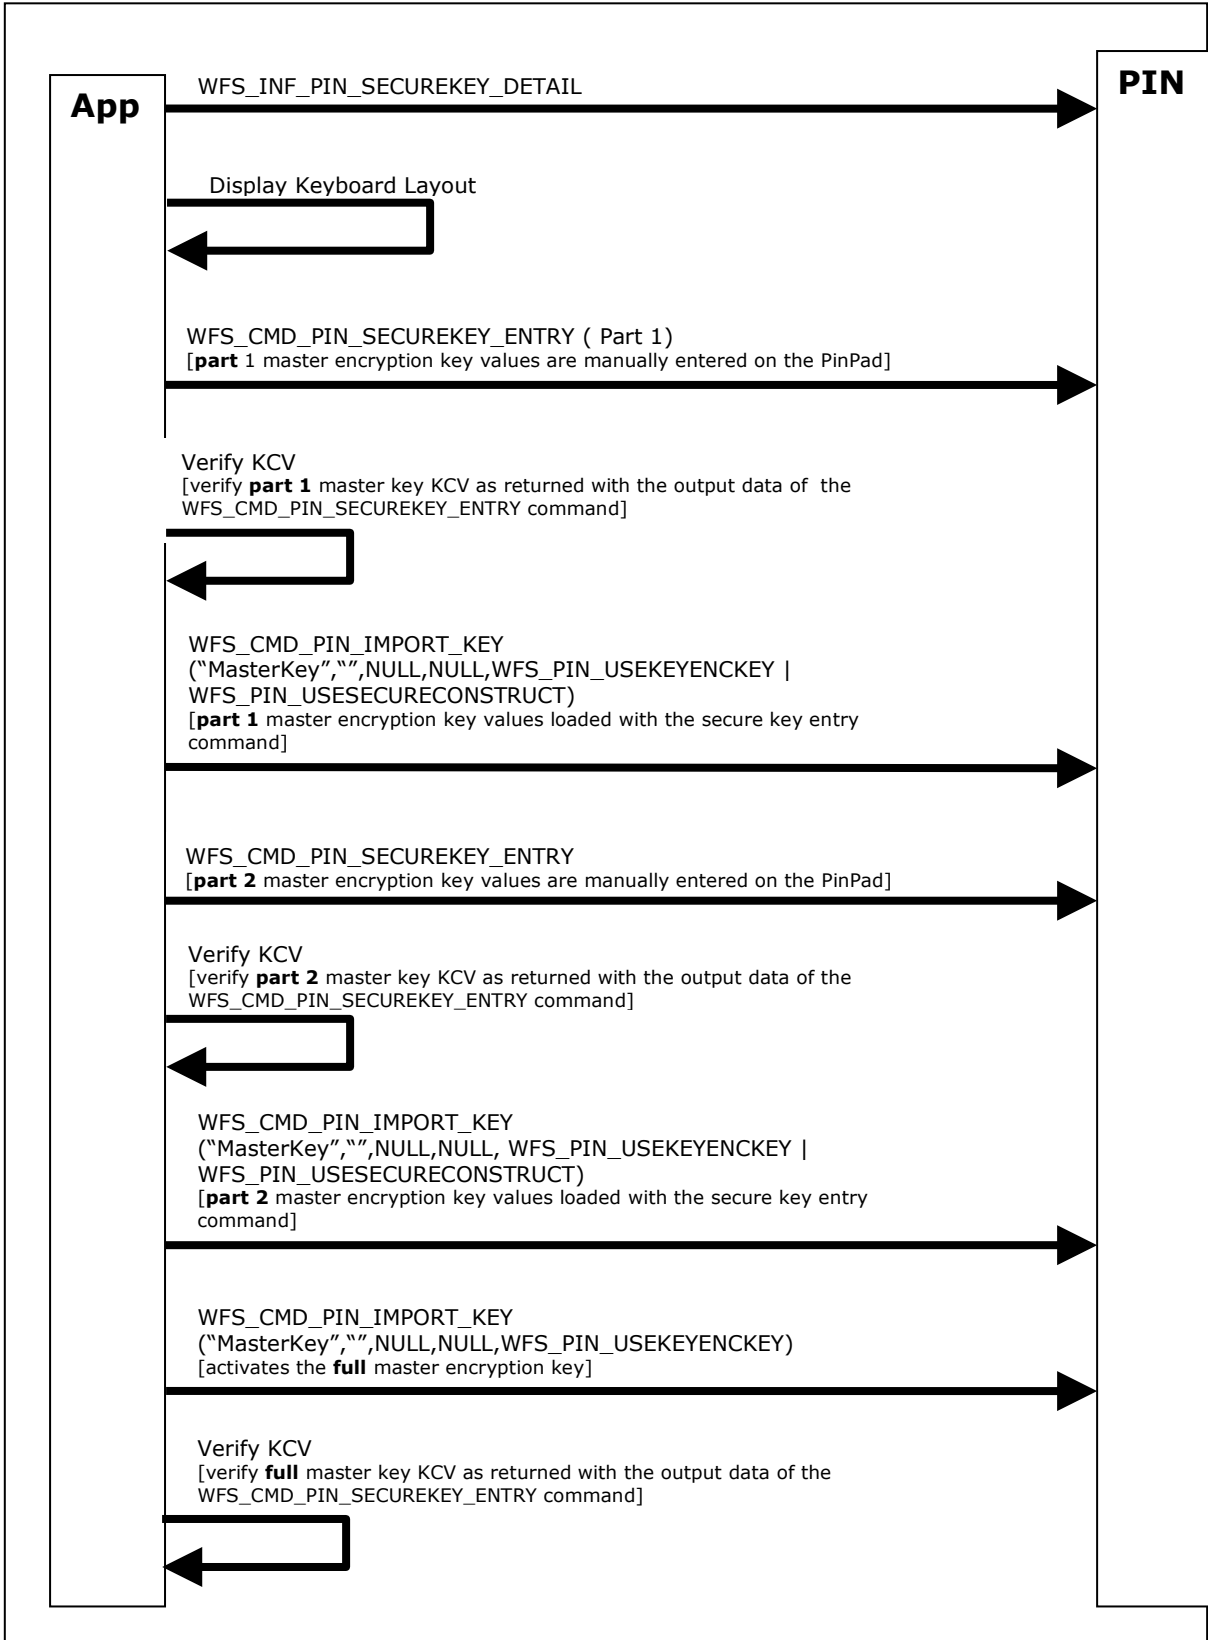 WFS_INF_PIN_SECUREKEY_DETAIL
PIN
App
Display Keyboard Layout
WFS_CMD_PIN_SECUREKEY_ENTRY ( Part 1)
[part 1 master encryption key values are manually entered on the PinPad]
Verify KCV
[verify part 1 master key KCV as returned with the output data of  the
WFS_CMD_PIN_SECUREKEY_ENTRY command]
WFS_CMD_PIN_IMPORT_KEY
(“MasterKey”,“”,NULL,NULL,WFS_PIN_USEKEYENCKEY |
WFS_PIN_USESECURECONSTRUCT)
[part 1 master encryption key values loaded with the secure key entry
command]
WFS_CMD_PIN_SECUREKEY_ENTRY
[part 2 master encryption key values are manually entered on the PinPad]
Verify KCV
[verify part 2 master key KCV as returned with the output data of the
WFS_CMD_PIN_SECUREKEY_ENTRY command]
WFS_CMD_PIN_IMPORT_KEY
(“MasterKey”,“”,NULL,NULL, WFS_PIN_USEKEYENCKEY |
WFS_PIN_USESECURECONSTRUCT)
[part 2 master encryption key values loaded with the secure key entry
command]
WFS_CMD_PIN_IMPORT_KEY
(“MasterKey”,“”,NULL,NULL,WFS_PIN_USEKEYENCKEY)
[activates the full master encryption key]
Verify KCV
[verify full master key KCV as returned with the output data of the
WFS_CMD_PIN_SECUREKEY_ENTRY command]